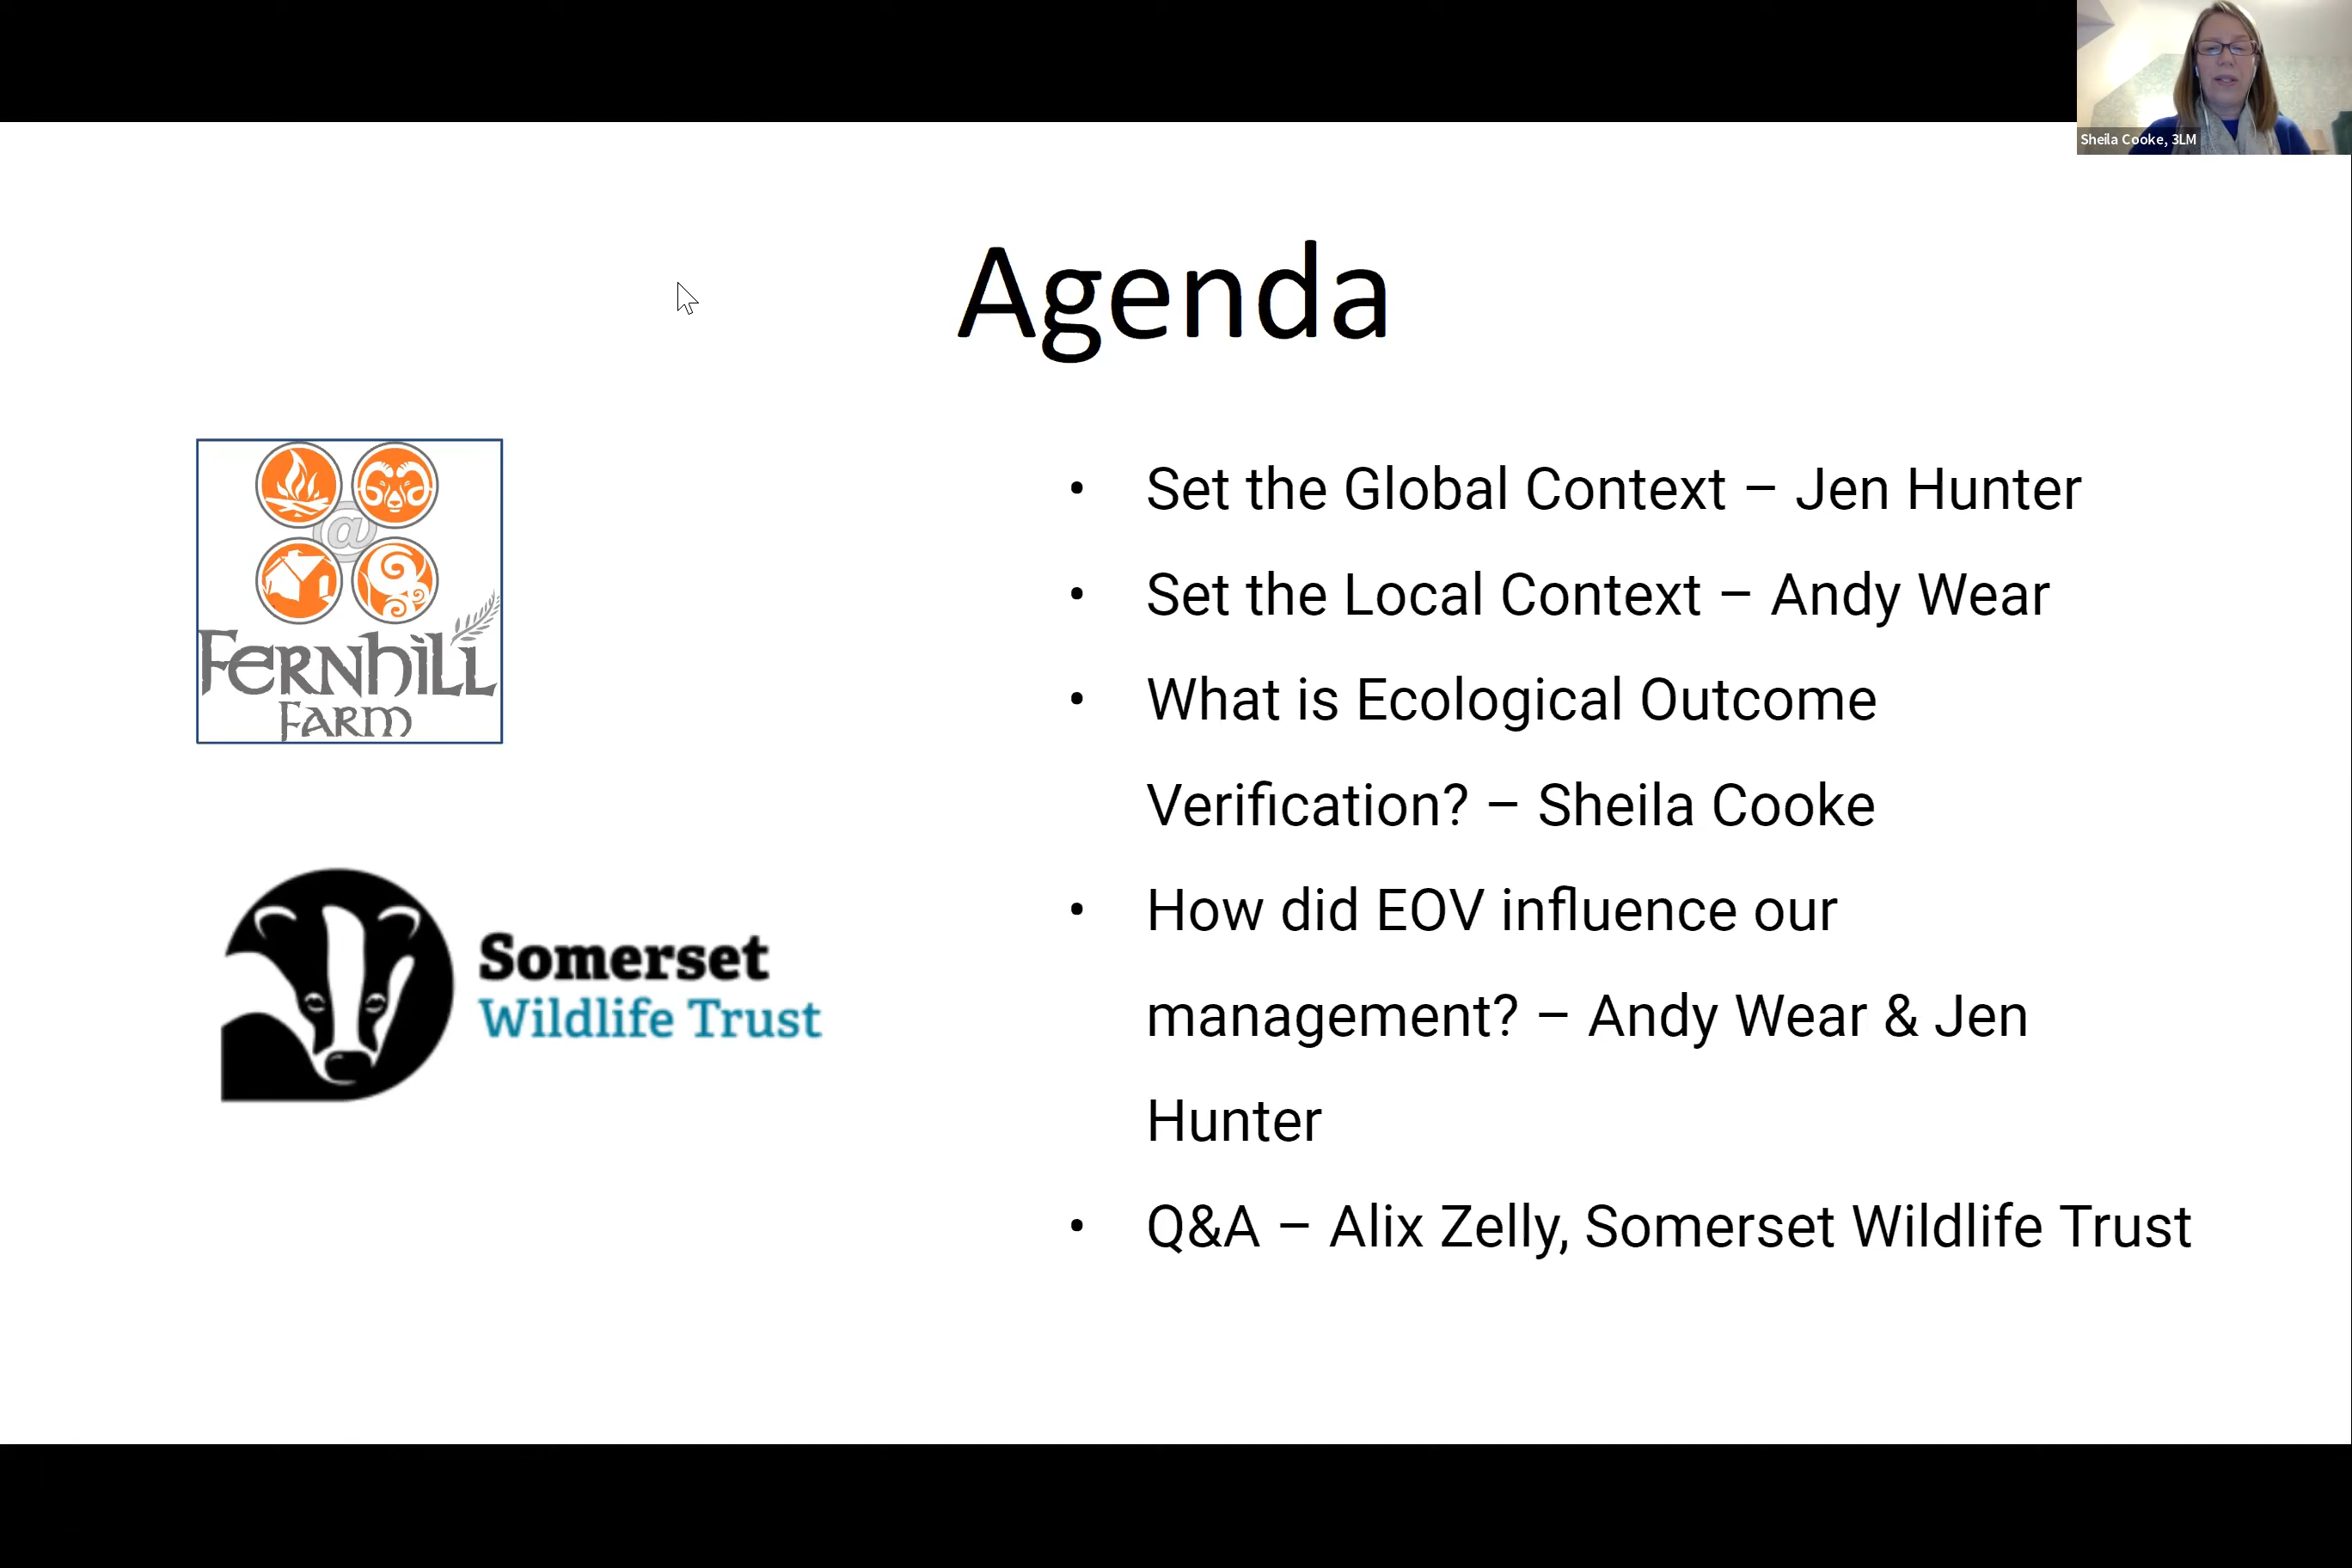 Sheila Cooke, 3LM
Agenda
@
FERNHILL
FARM
Somerset
Wildlife Trust
• Set the Global Context – Jen Hunter
• Set the Local Context – Andy Wear
• What is Ecological Outcome
Verification? – Sheila Cooke
• How did EOV influence our
management? – Andy Wear & Jen
Hunter
• Q&A – Alix Zelly, Somerset Wildlife Trust